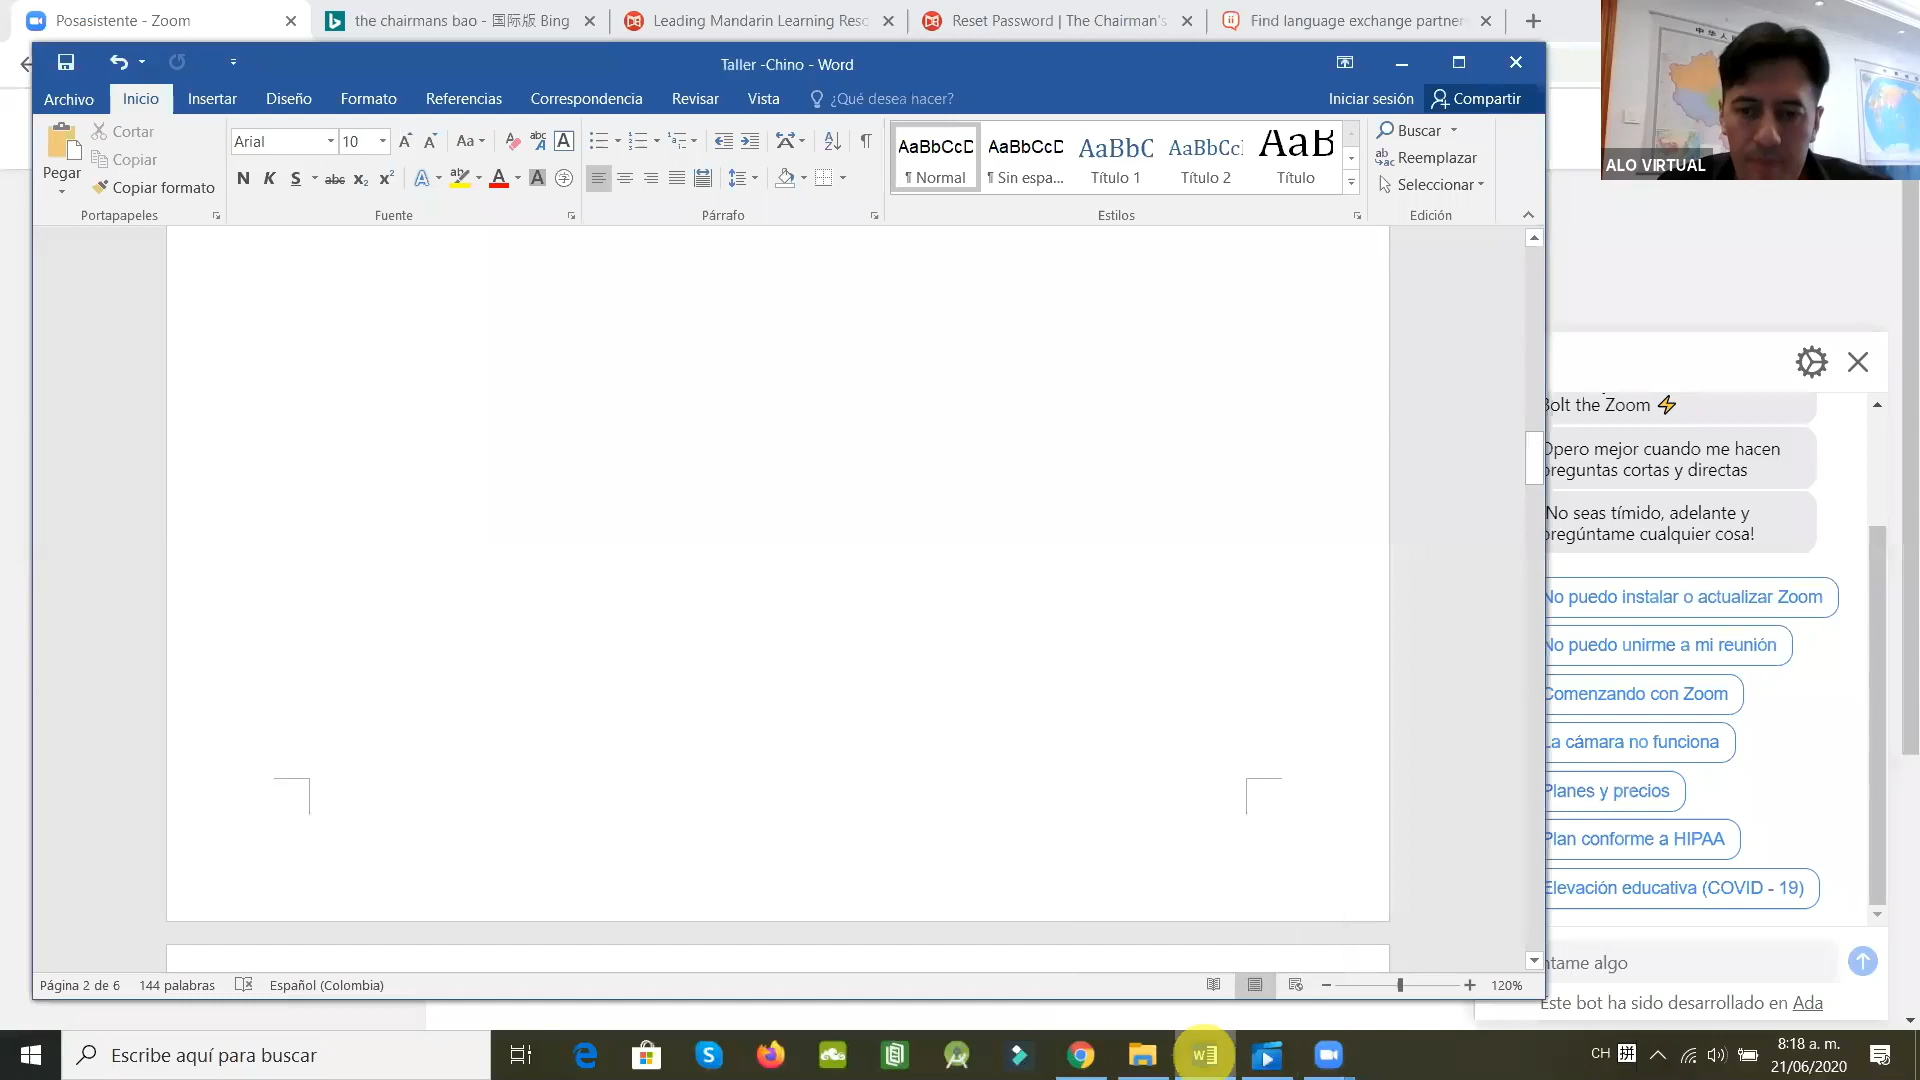 Posasistente - Zoom
the chairmans bao - 国际版 Bing
Leading Mandarin Learning Resc
Reset Password | The Chairman's
Find language exchange partner
Taller -Chino - Word
Archivo
Inicio
Insertar
Diseño
Formato
Referencias
Correspondencia
Revisar
Vista
¿Qué desea hacer?
Iniciar sesión
Compartir
Pegar
Cortar
Copiar
Copiar formato
Portapapeles
Arial
10
Fuente
Párrafo
AaBbCcD
¶ Normal
AaBbCcD
¶ Sin espa...
AaBbC
Título 1
AaBbCc
Título 2
AaB
Título
Estilos
Buscar
Reemplazar
Seleccionar
Edición
ALO VIRTUAL
中华人
Bolt the Zoom ⚡
Opero mejor cuando me hacen
preguntas cortas y directas
No seas tímido, adelante y
pregúntame cualquier cosa!
No puedo instalar o actualizar Zoom
No puedo unirme a mi reunión
Comenzando con Zoom
La cámara no funciona
Planes y precios
Plan conforme a HIPAA
Elevación educativa (COVID - 19)
ntame algo
Este bot ha sido desarrollado en Ada
Página 2 de 6
144 palabras
Español (Colombia)
120%
Escribe aquí para buscar
CH
拼
8:18 a. m.
21/06/2020